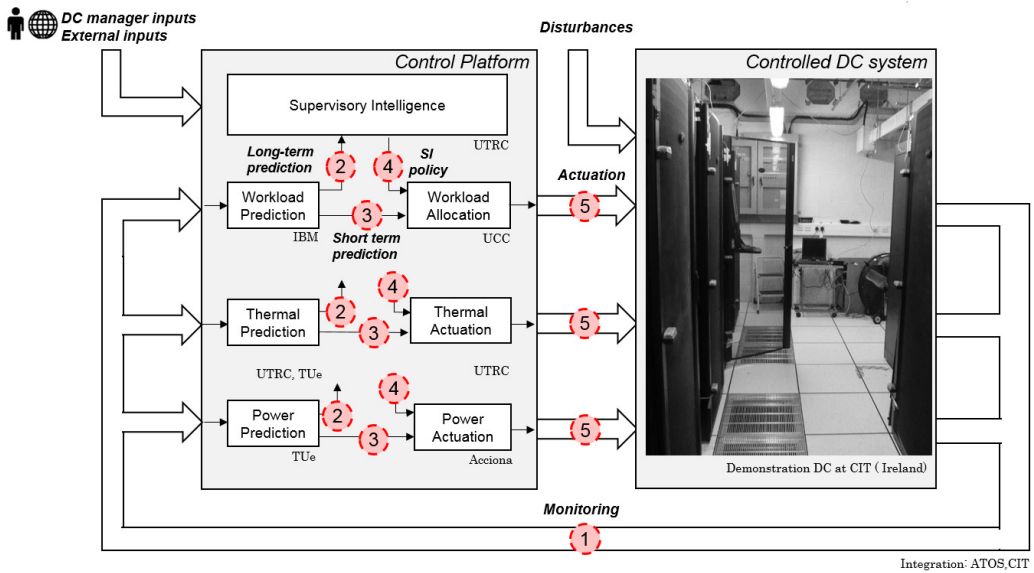 DC manager inputs
External inputs
Disturbances
Control Platform
Controlled DC system
Supervisory Intelligence
UTRC
Long-term
prediction
2
4
SI
policy
Workload
Prediction
IBM
3
Short term
prediction
Workload
Allocation
UCC
Actuation
5
Thermal
Prediction
UTRC, TUe
2
3
4
Thermal
Actuation
UTRC
5
Power
Prediction
TUe
2
3
4
Power
Actuation
Acciona
5
Demonstration DC at CIT ( Ireland)
Monitoring
1
Integration: ATOS,CIT